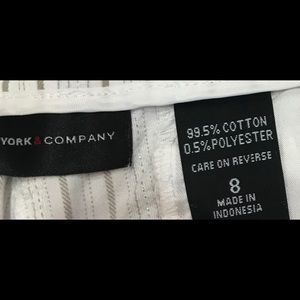 YORK & COMPANY
99.5% COTTON
0.5% POLYESTER
CARE ON REVERSE
8
MADE IN
INDONESIA